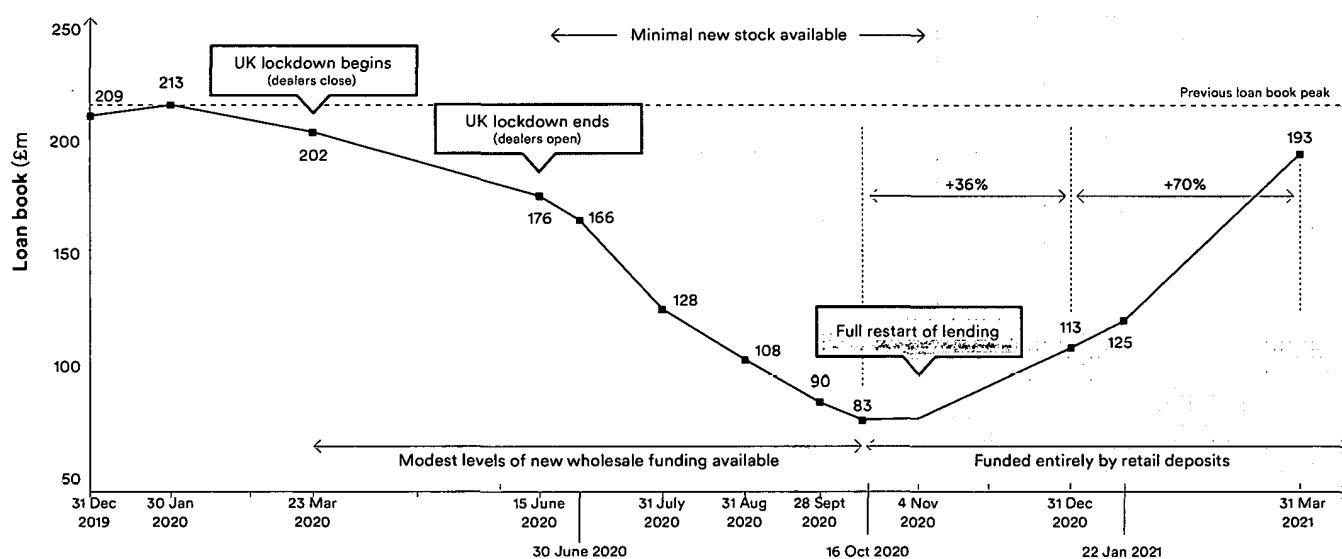 250
Minimal new stock available
UK lockdown begins
(dealers close)
213
209
Previous loan book peak
UK lockdown ends
(dealers open)
200
202
193
+36%
+70%
176
166
Loan book (£m
150
128
Full restart of lending
113
125
108
100
90
83
Modest levels of new wholesale funding available
Funded entirely by retail deposits
50
31 Dec
2019
30 Jan
2020
23 Mar
2020
15 June
2020
30 June 2020
31 July
2020
31 Aug
2020
28 Sept
2020
16 Oct 2020
4 Nov
2020
31 Dec
2020
22 Jan 2021
31 Mar
2021